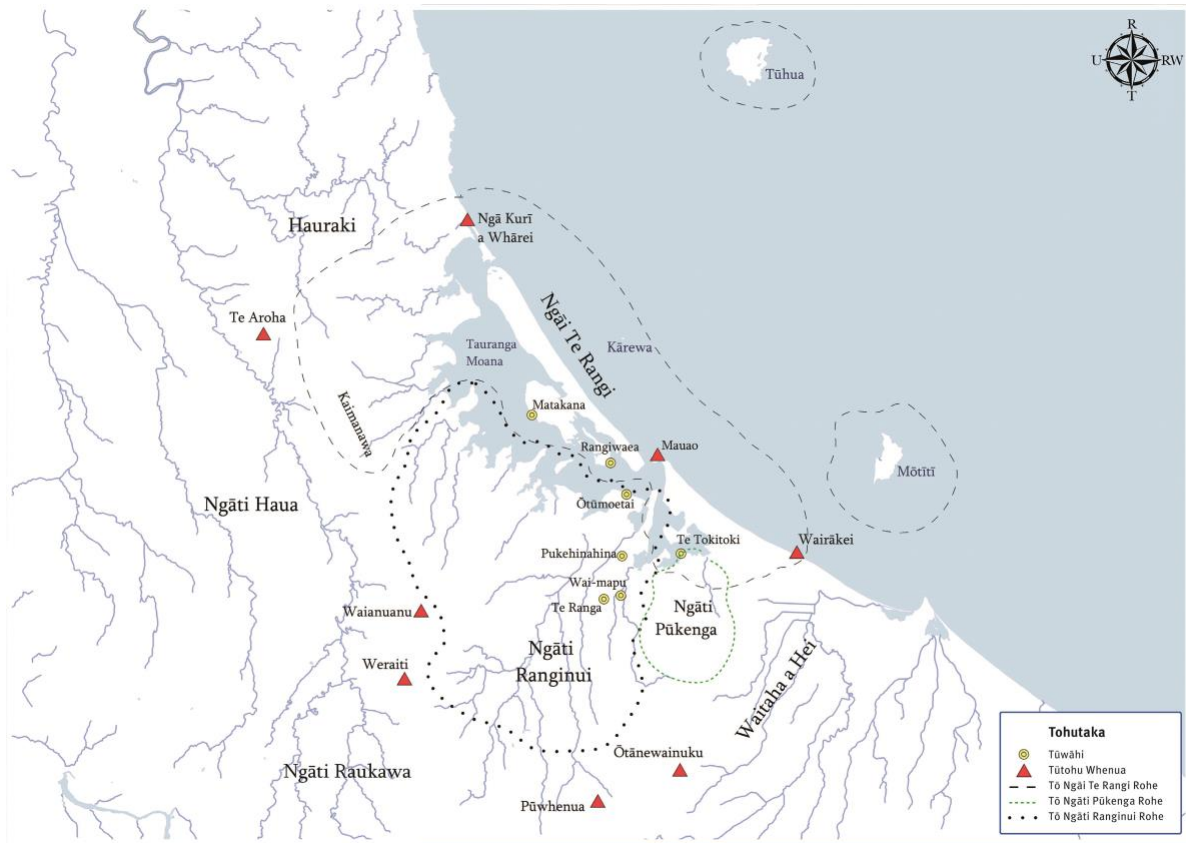 R
U
RW
T
Tūhua
Hauraki
Ngā Kurī
a Whārei
Te Aroha
Ngāi Te Rangi
Tauranga
Moana
Kārewa
Kaimanawa
Matakana
Rangiwaea
Mauao
Mōtītī
Ngāti Haua
Ōtūmoetai
Te Tokitoki
Wairākei
Pukehinahina
Wai-mapu
Te Ranga
Waianuanu
Ngāti
Pūkenga
Ngāti
Ranginui
Weraiti
Waitaha a Hei
Ōtānewainuku
Ngāti Raukawa
Pūwhenua
Tohutaka
Tūwāhi
Tūtohu Whenua
Tō Ngāi Te Rangi Rohe
Tō Ngāti Pūkenga Rohe
Tō Ngāti Ranginui Rohe